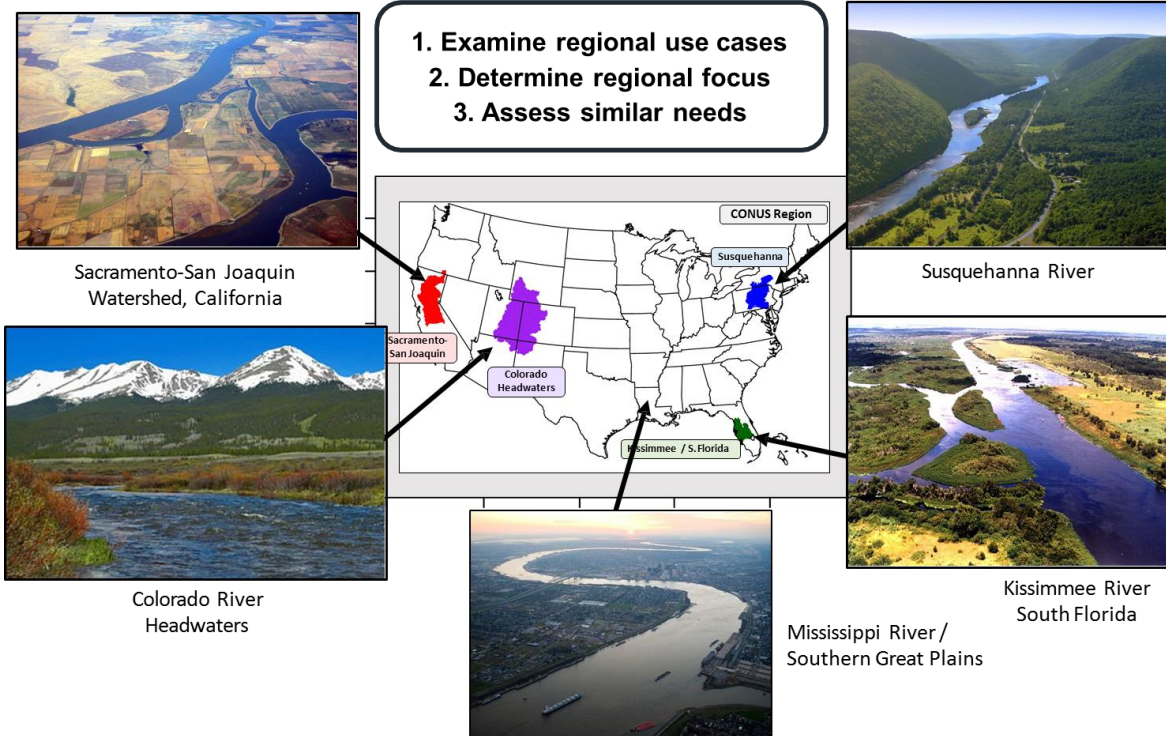 1. Examine regional use cases
2. Determine regional focus
3. Assess similar needs
Sacramento-San Joaquin
Watershed, California
Susquehanna River
CONUS Region
Susquehanna
Sacramento-
San Joaquin
Colorado
Headwaters
Kissimmee / S.Florida
Colorado River
Headwaters
Kissimmee River
South Florida
Mississippi River /
Southern Great Plains